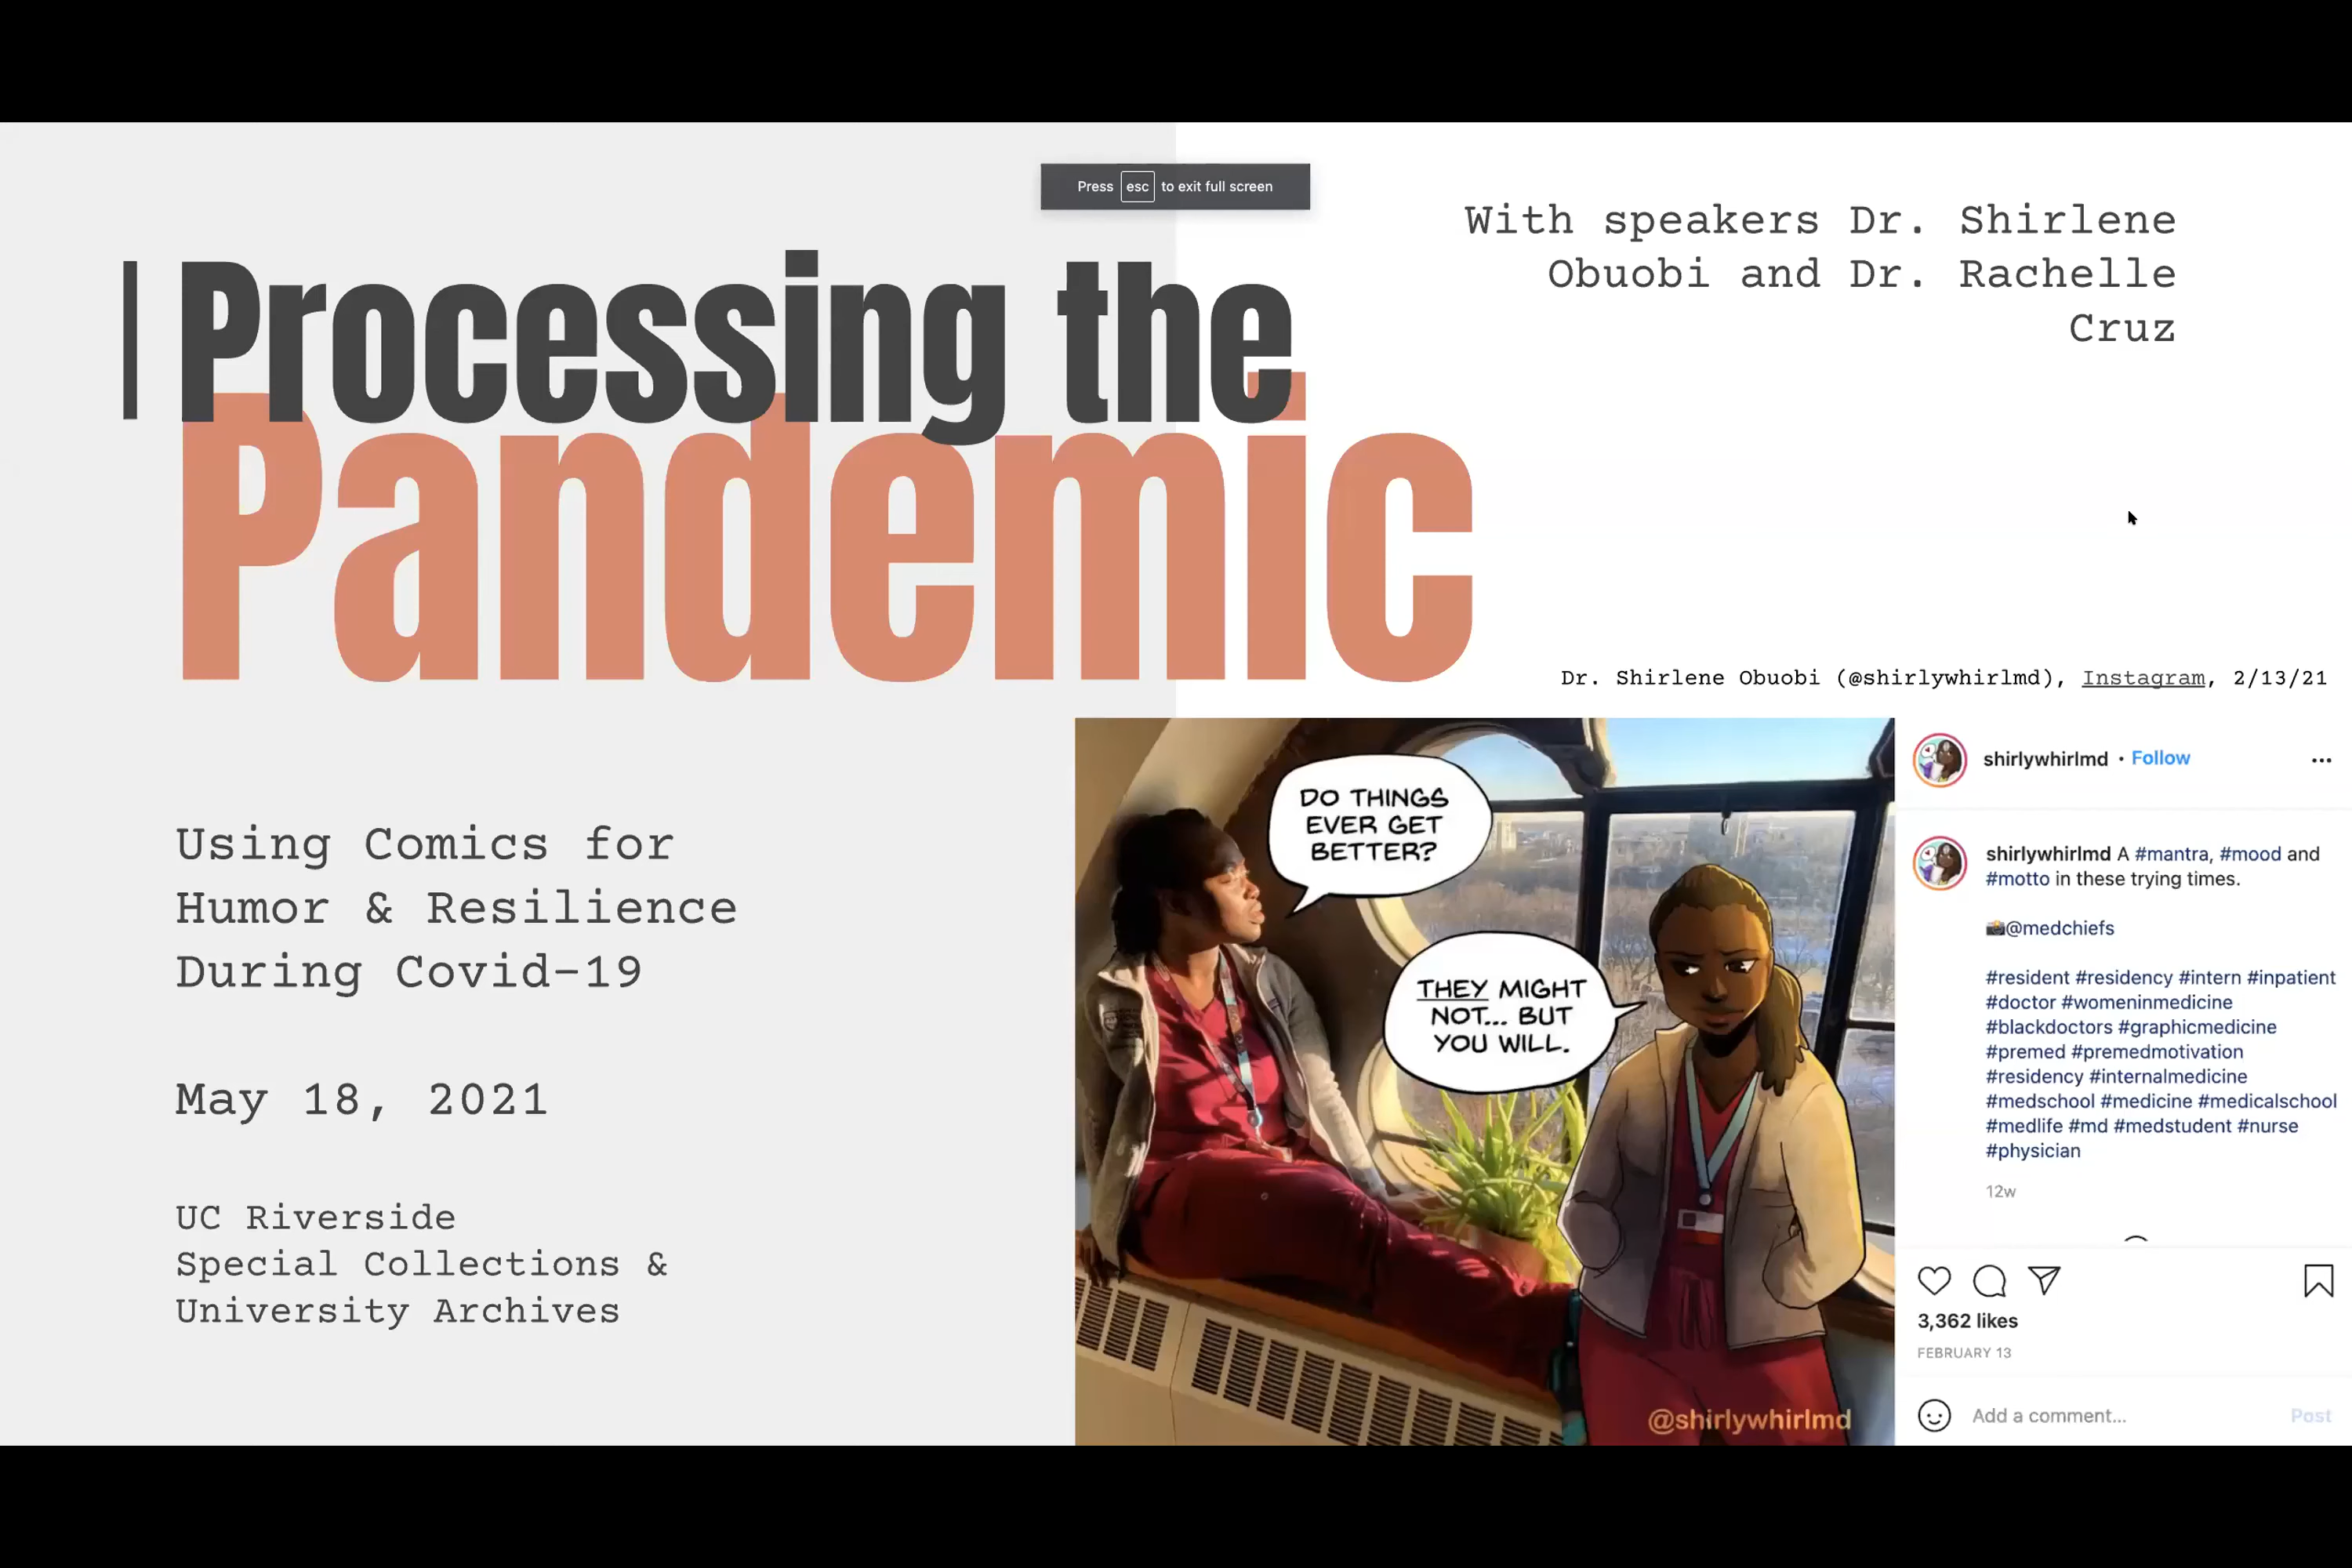 Press esc to exit full screen
Processing the
Pandemic
With speakers Dr. Shirlene
Obuobi and Dr. Rachelle
Cruz
Using Comics for
Humor & Resilience
During Covid-19
May 18, 2021
UC Riverside
Special Collections &
University Archives
Dr. Shirlene Obuobi (@shirlywhirlmd), Instagram, 2/13/21
DO THINGS
EVER GET
BETTER?
THEY MIGHT
NOT... BUT
YOU WILL.
@shirlywhirlmd
shirlywhirlmd • Follow
shirlywhirlmd A #mantra, #mood and
#motto in these trying times.
📸@medchiefs
#resident #residency #intern #inpatient
#doctor #womeninmedicine
#blackdoctors #graphicmedicine
#premed #premedmotivation
#residency #internalmedicine
#medschool #medicine #medicalschool
#medlife #md #medstudent #nurse
#physician
12w
3,362 likes
FEBRUARY 13
Add a comment...
Post